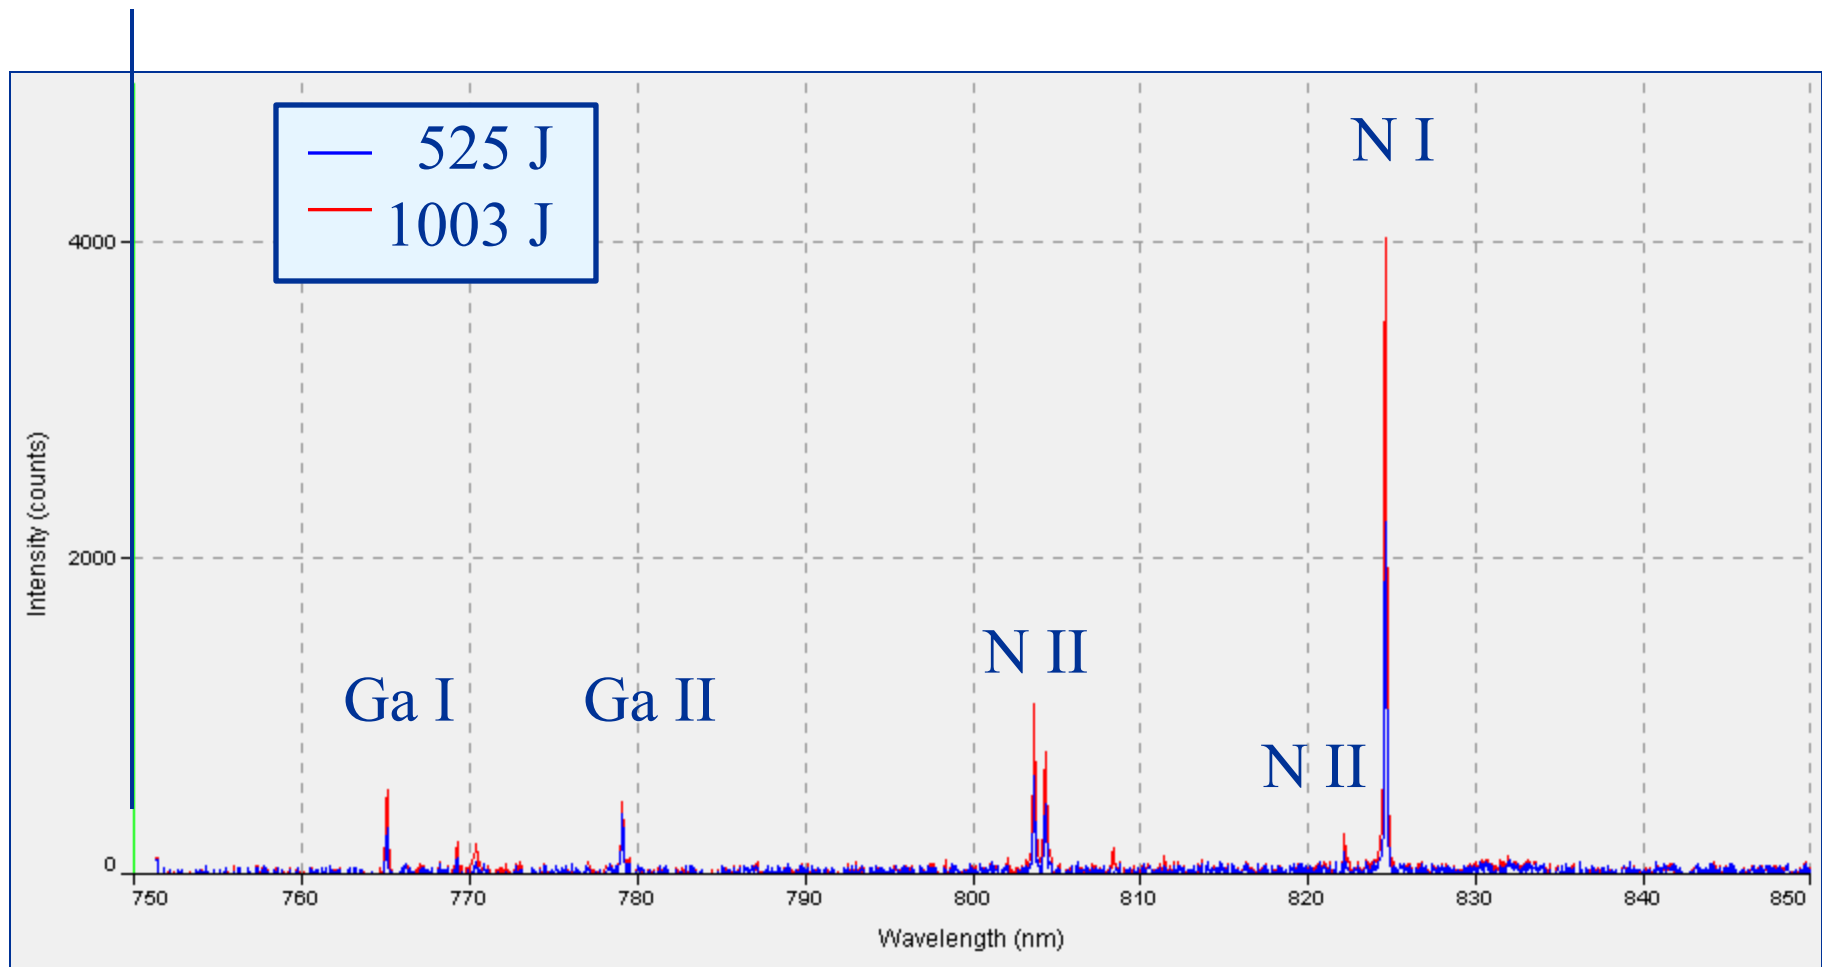 525 J
1003 J
N I
4000
2000
N II
Ga I
Ga II
N II
0
750 760 770 780 790 800 810 820 830 840 850
Intensity (counts)
Wavelength (nm)